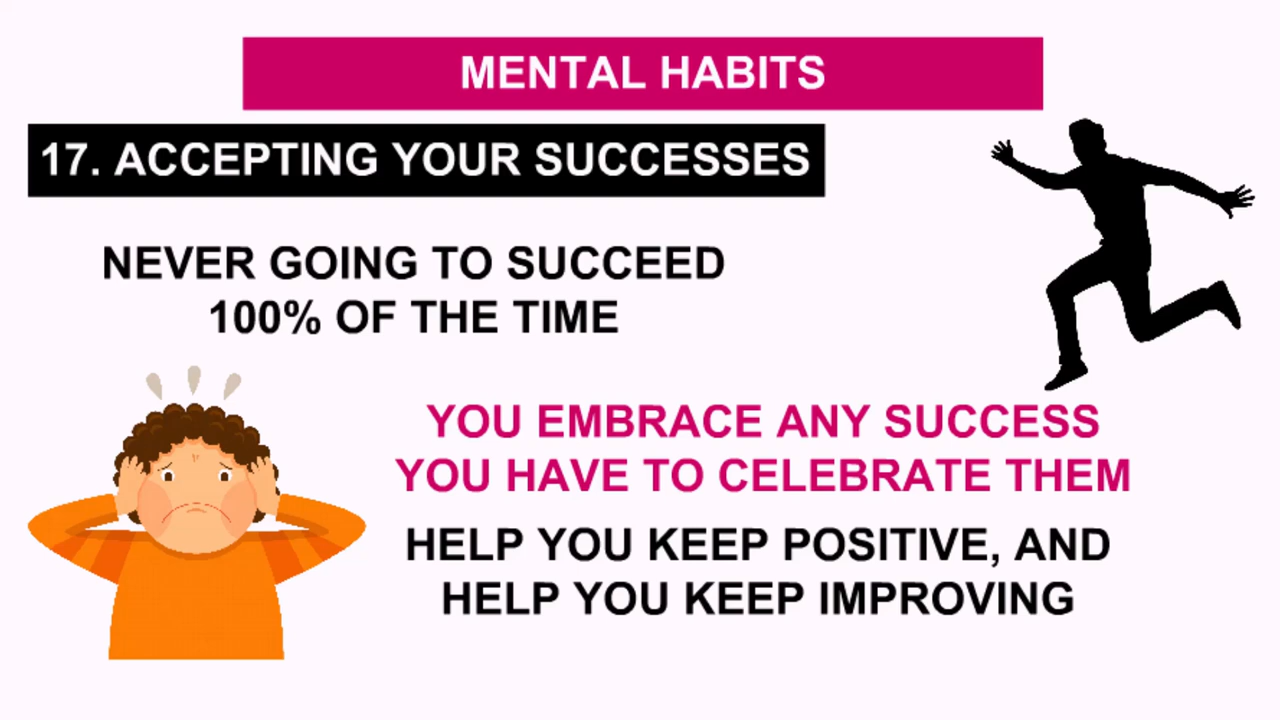 MENTAL HABITS
17. ACCEPTING YOUR SUCCESSES
NEVER GOING TO SUCCEED
100% OF THE TIME
YOU EMBRACE ANY SUCCESS
YOU HAVE TO CELEBRATE THEM
HELP YOU KEEP POSITIVE, AND
HELP YOU KEEP IMPROVING